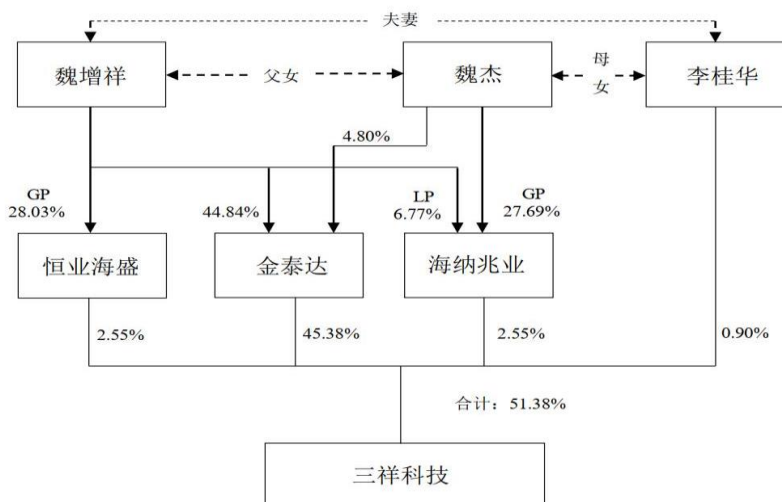 夫妻
魏增祥
父女
魏杰
母
女
李桂华
4.80%
GP
28.03%
44.84%
LP
6.77%
GP
27.69%
恒业海盛
金泰达
海纳兆业
2.55%
45.38%
2.55%
0.90%
合计：51.38%
三祥科技